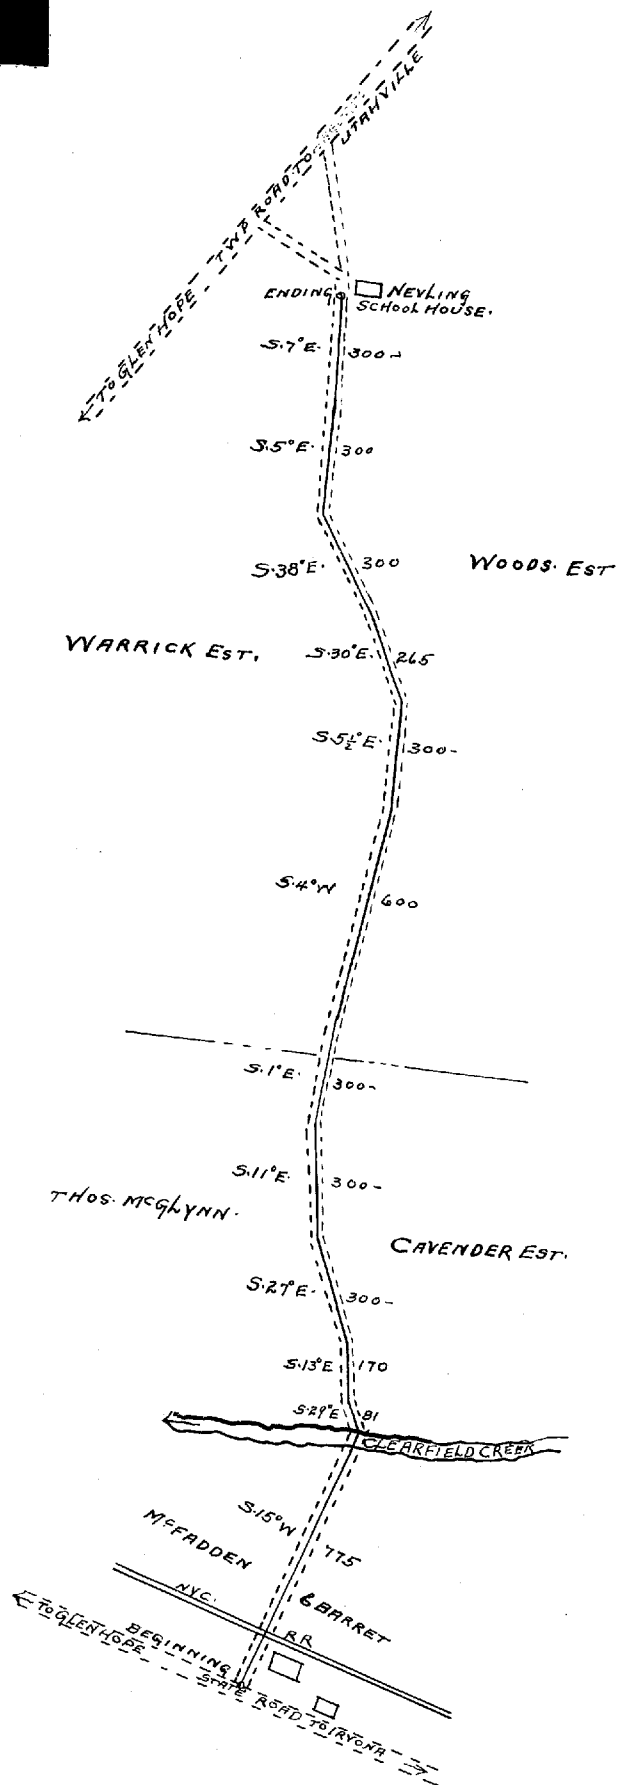 TWP ROAD TO UTAHVILLE
TO GLEN HOPE
ENDING
NEVLING
SCHOOL HOUSE.
S.7°E. 300-
S.5°E. 300
S.38°E. 300
WOODS. EST
WARRICK EST.
S.30°E. 265
S.5½°E. 300-
S.4°W 600
S.1°E. 300-
S.11°E. 300-
THOS. McGLYNN.
CAVENDER EST.
S.27°E. 300-
S.13°E 170
S.29°E 81
CLEARFIELD CREEK
S.15°W 775
McFADDEN
& BARRET
N.Y.C. R R
BEGINNING
TO GLEN HOPE
STATE ROAD TO IRVONA